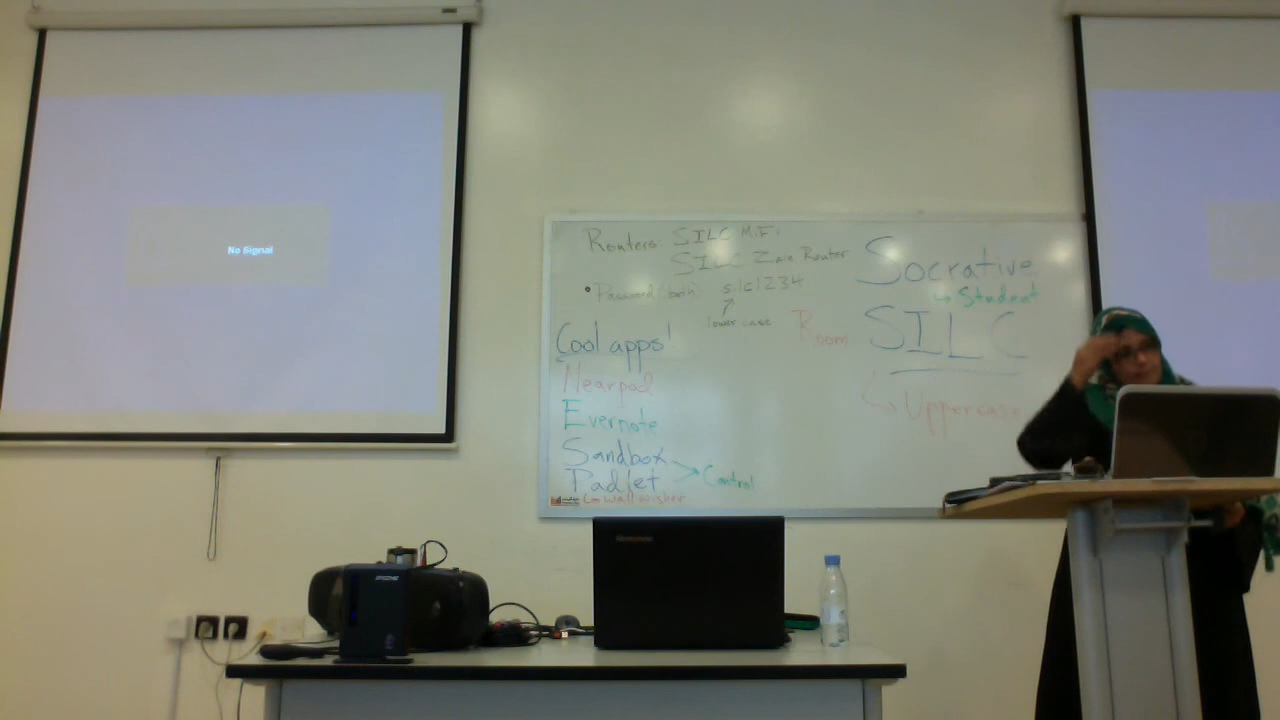 No Signal
Routers: SILC MiFi
SILC Zain Router
• Password (both) silc1234
lower case
Cool apps!
Nearpod
Evernote
Sandbox
Padlet
Control
↳ wall wisher
Socrative
↳ Student
Room SILC
↳ Uppercase